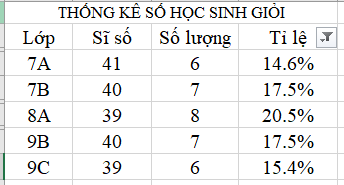 THỐNG KÊ SỐ HỌC SINH GIỎI
Lớp Sĩ số Số lượng Tỉ lệ
7A 41 6 14.6%
7B 40 7 17.5%
8A 39 8 20.5%
9B 40 7 17.5%
9C 39 6 15.4%